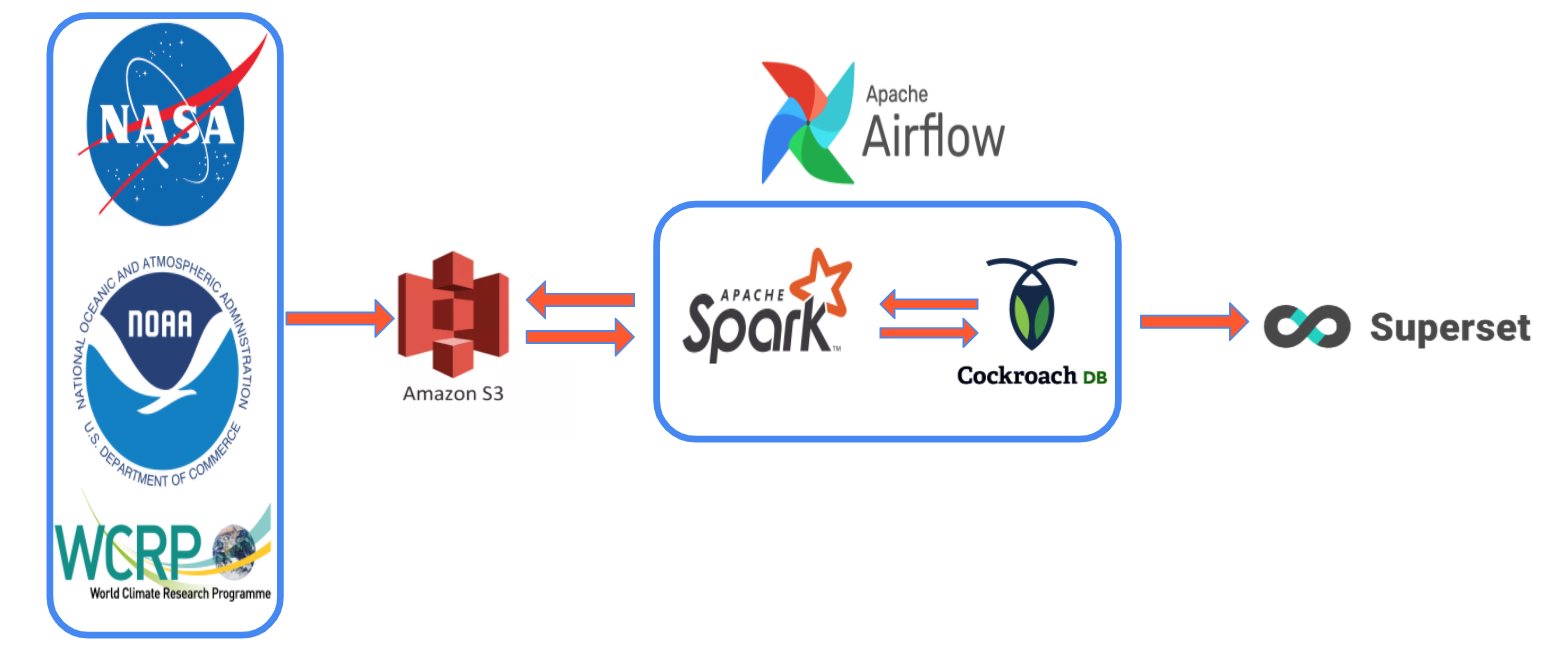 NASA
NATIONAL OCEANIC AND ATMOSPHERIC ADMINISTRATION
NOAA
U.S. DEPARTMENT OF COMMERCE
WCRP
World Climate Research Programme
Amazon S3
Apache
Airflow
APACHE
Spark™
Cockroach DB
Superset